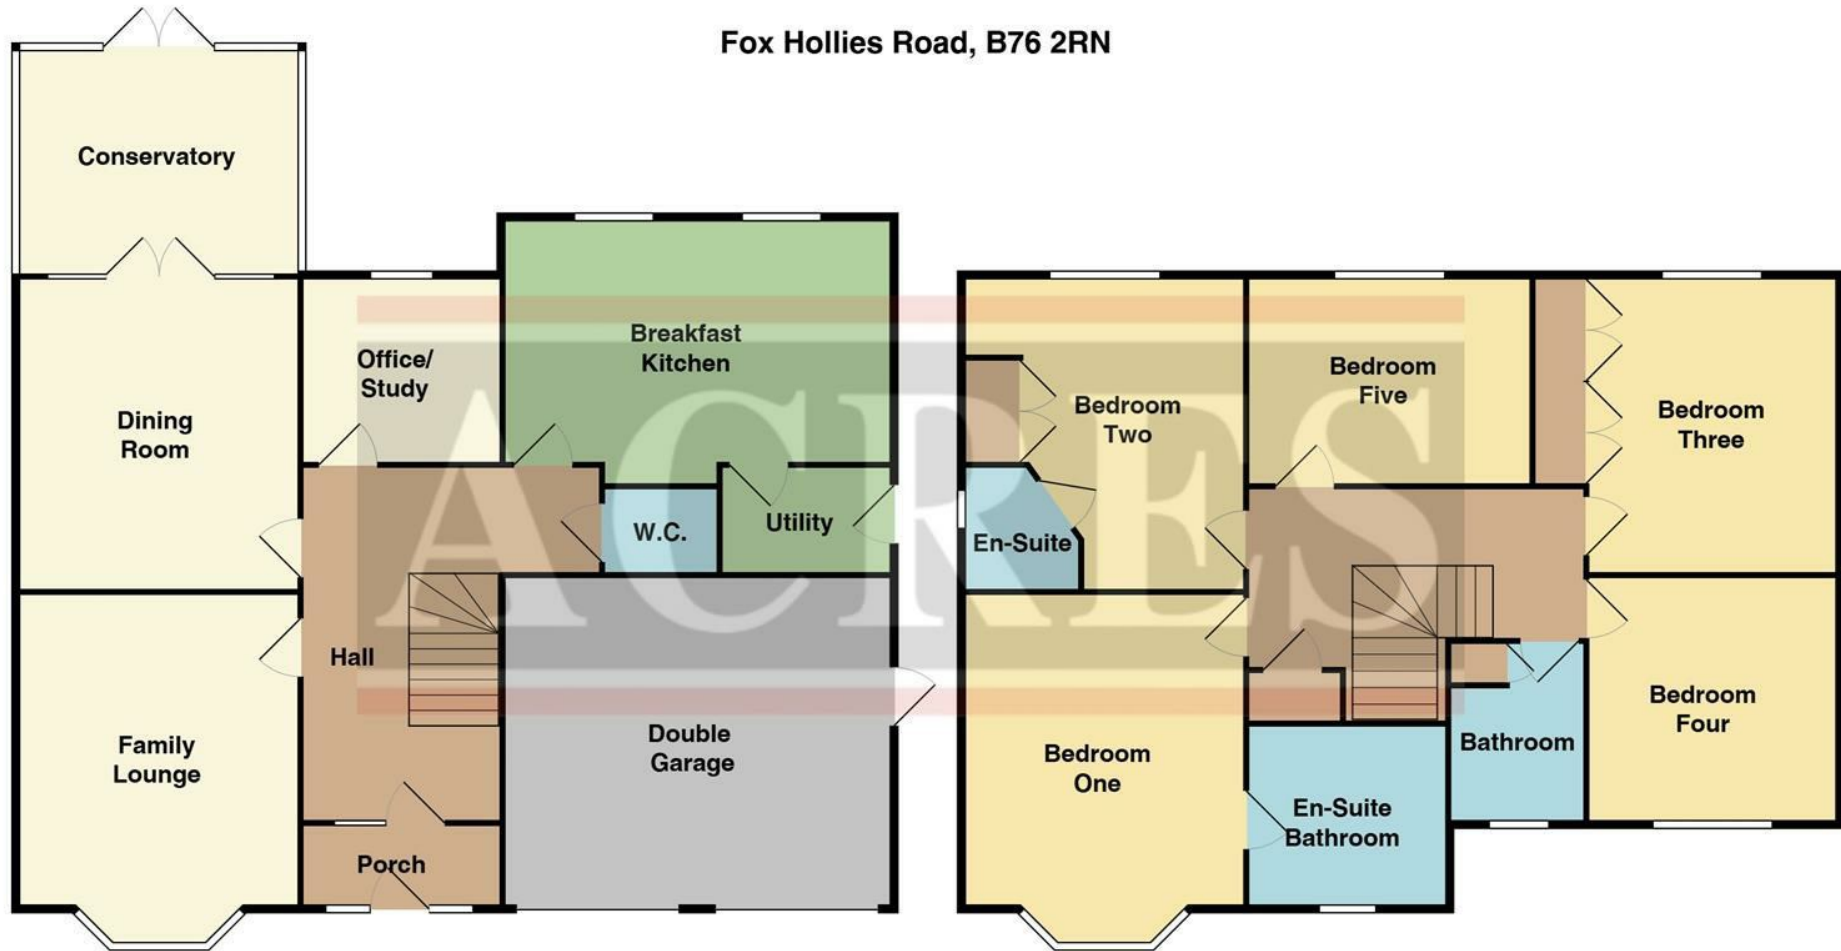 Fox Hollies Road, B76 2RN
Conservatory
Breakfast
Kitchen
Office/
Study
Dining
Room
W.C.
Utility
Hall
Family
Lounge
Double
Garage
Porch
Bedroom
Two
Bedroom
Five
Bedroom
Three
En-Suite
Bedroom
One
En-Suite
Bathroom
Bathroom
Bedroom
Four
ACRES